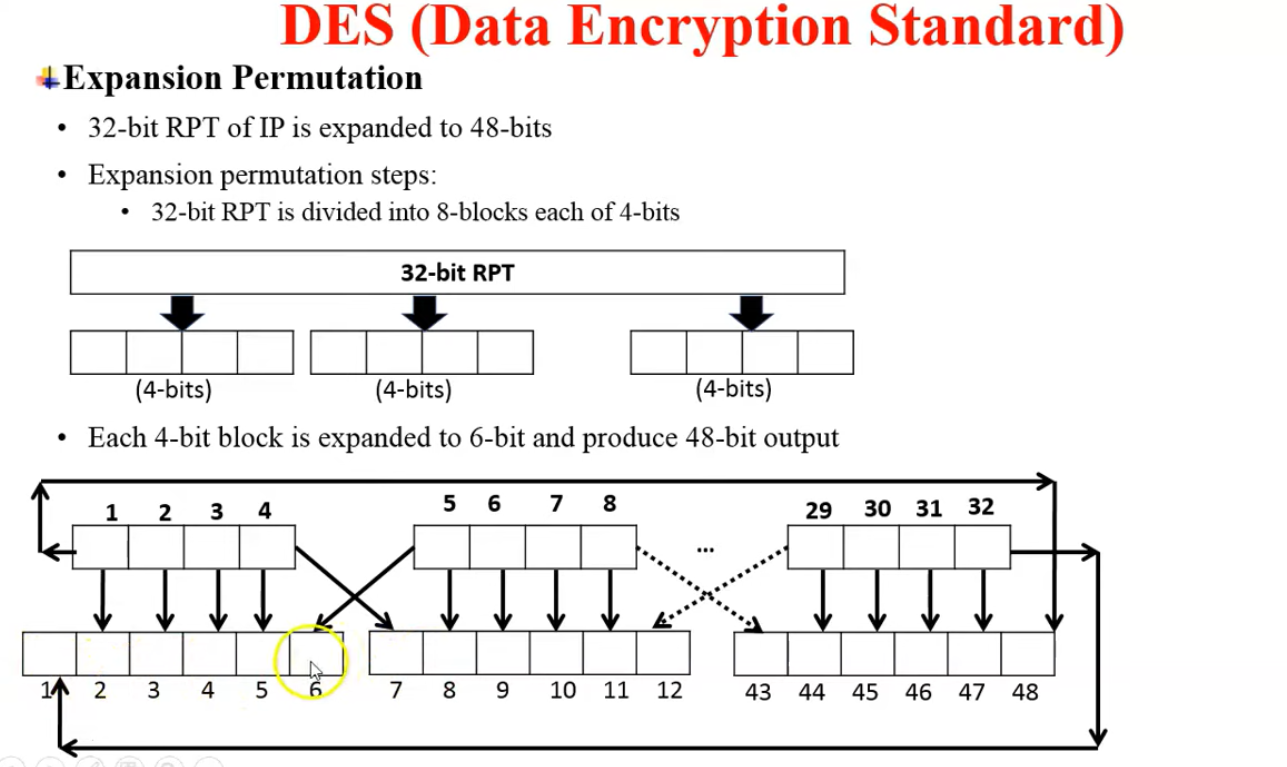 DES (Data Encryption Standard)
Expansion Permutation
• 32-bit RPT of IP is expanded to 48-bits
• Expansion permutation steps:
• 32-bit RPT is divided into 8-blocks each of 4-bits
32-bit RPT
(4-bits) (4-bits) (4-bits)
• Each 4-bit block is expanded to 6-bit and produce 48-bit output
1 2 3 4 5 6 7 8 29 30 31 32
...
1 2 3 4 5 6 7 8 9 10 11 12 43 44 45 46 47 48